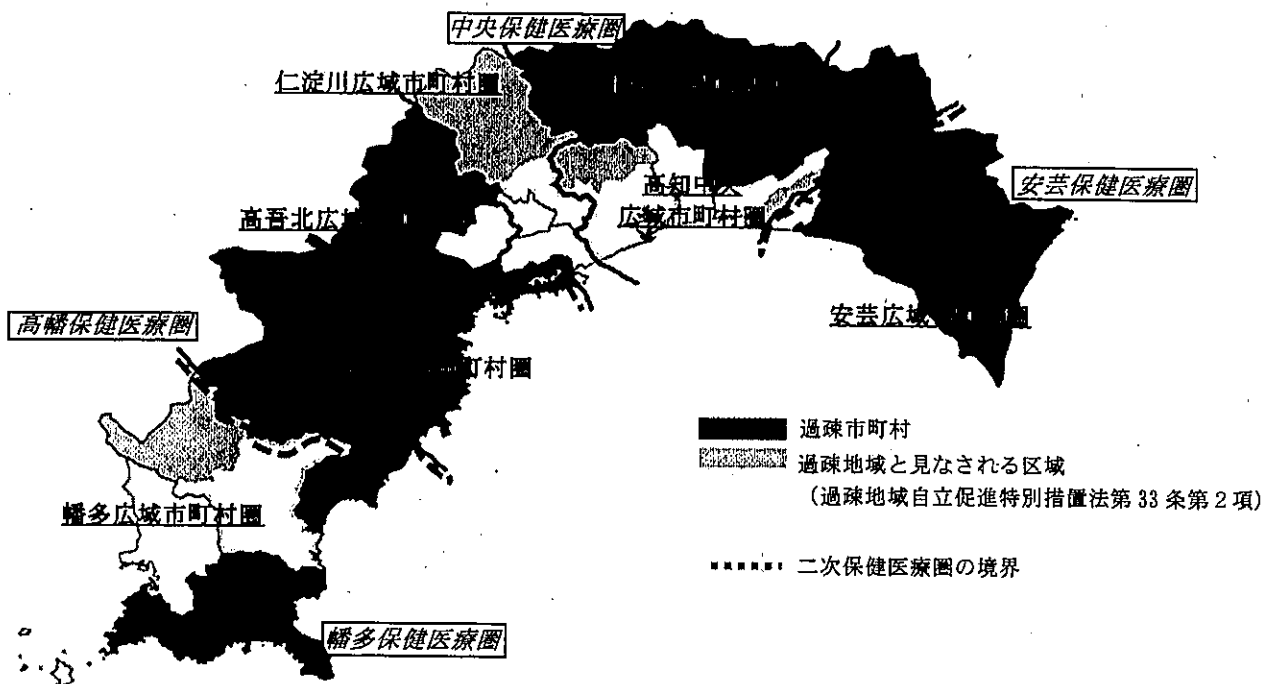 中央保健医療圏
仁淀川広域市町村圏
安芸保健医療圏
高知中央
広域市町村圏
高吾北広域
高幡保健医療圏
安芸広域
圏
町村圏
過疎市町村
過疎地域と見なされる区域
(過疎地域自立促進特別措置法第33条第2項)
幡多広域市町村圏
二次保健医療圏の境界
幡多保健医療圏